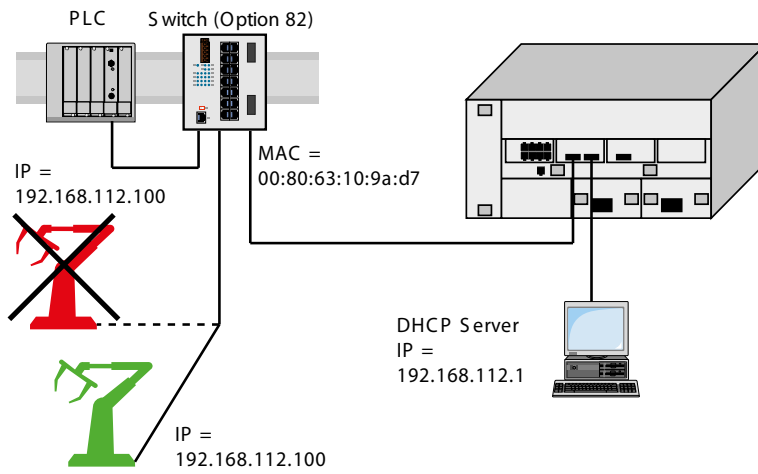 PLC
Switch (Option 82)
MAC =
00:80:63:10:9a:d7
IP =
192.168.112.100
DHCP Server
IP =
192.168.112.1
IP =
192.168.112.100